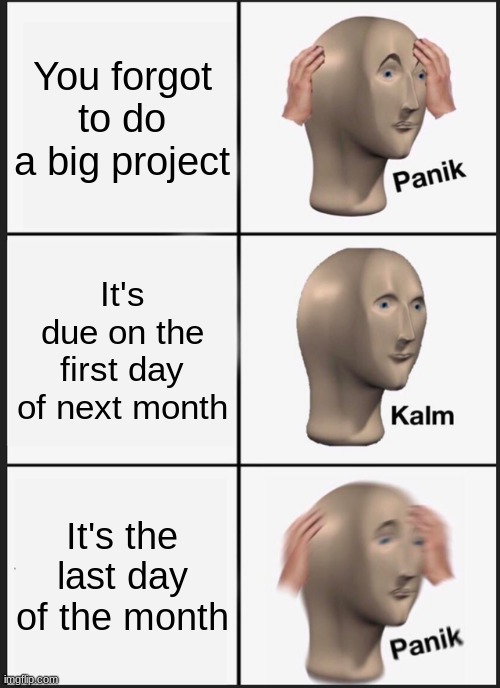 You forgot
to do
a big project
Panik
It's
due on the
first day
of next month
Kalm
It's the
last day
of the month
Panik
imgflip.com